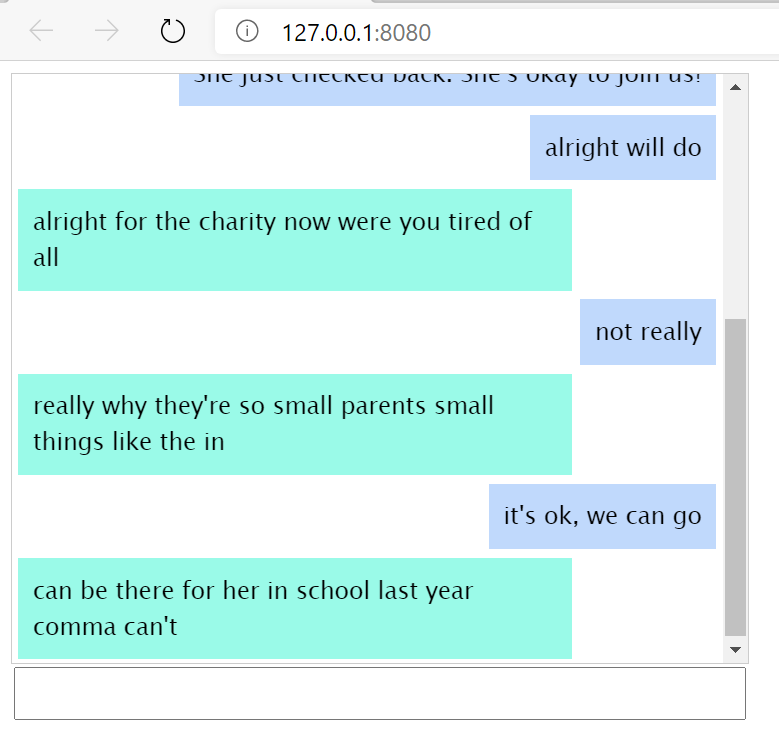 127.0.0.1:8080
She just checked back. She's okay to join us!
alright will do
alright for the charity now were you tired of
all
not really
really why they're so small parents small
things like the in
it's ok, we can go
can be there for her in school last year
comma can't